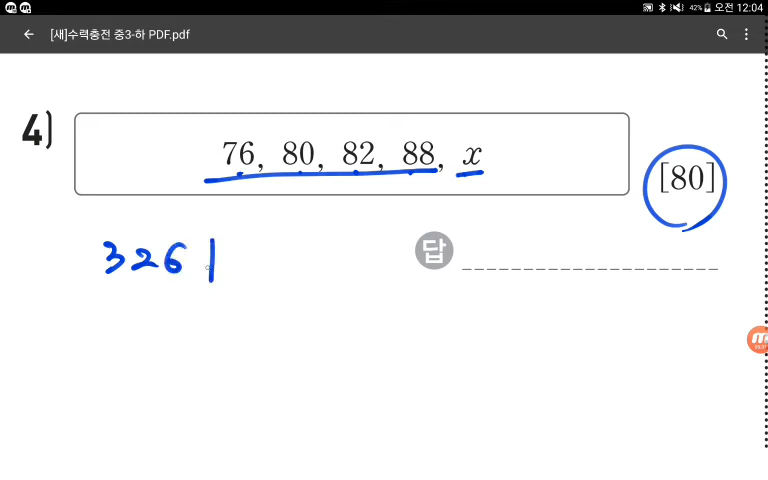 42% 오전 12:04
[새]수력충전 중3-하 PDF.pdf
4) 76, 80, 82, 88, x [80]
326
답